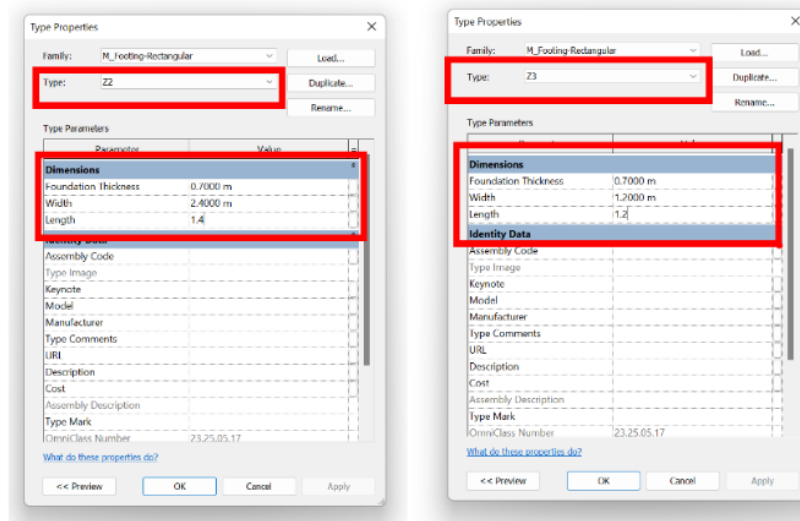 Type Properties
Family: M_Footing-Rectangular Load...
Type: Z2 Duplicate...
Rename...
Type Parameters
Parameter Value =
Dimensions
Foundation Thickness 0.7000 m
Width 2.4000 m
Length 1.4
Identity Data
Assembly Code
Type Image
Keynote
Model
Manufacturer
Type Comments
URL
Description
Cost
Assembly Description
Type Mark
OmniClass Number 23.25.05.17
What do these properties do?
<< Preview OK Cancel Apply
Type Properties
Family: M_Footing-Rectangular Load...
Type: Z3 Duplicate...
Rename...
Type Parameters
Dimensions
Foundation Thickness 0.7000 m
Width 1.2000 m
Length 1.2
Identity Data
Assembly Code
Type Image
Keynote
Model
Manufacturer
Type Comments
URL
Description
Cost
Assembly Description
Type Mark
OmniClass Number 23.25.05.17
What do these properties do?
<< Preview OK Cancel Apply